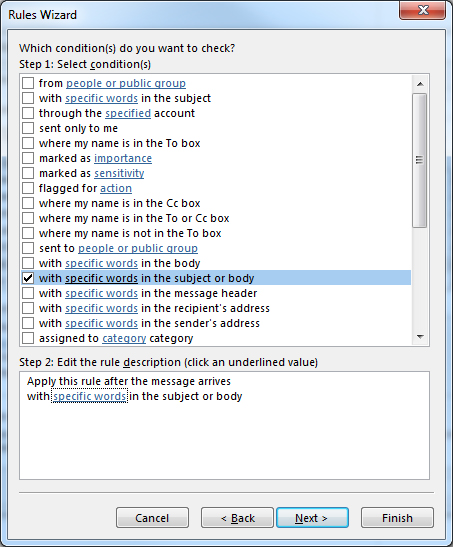 Rules Wizard
Which condition(s) do you want to check?
Step 1: Select condition(s)
from people or public group
with specific words in the subject
through the specified account
sent only to me
where my name is in the To box
marked as importance
marked as sensitivity
flagged for action
where my name is in the Cc box
where my name is in the To or Cc box
where my name is not in the To box
sent to people or public group
with specific words in the body
with specific words in the subject or body
with specific words in the message header
with specific words in the recipient's address
with specific words in the sender's address
assigned to category category
Step 2: Edit the rule description (click an underlined value)
Apply this rule after the message arrives
with specific words in the subject or body
Cancel
< Back
Next >
Finish